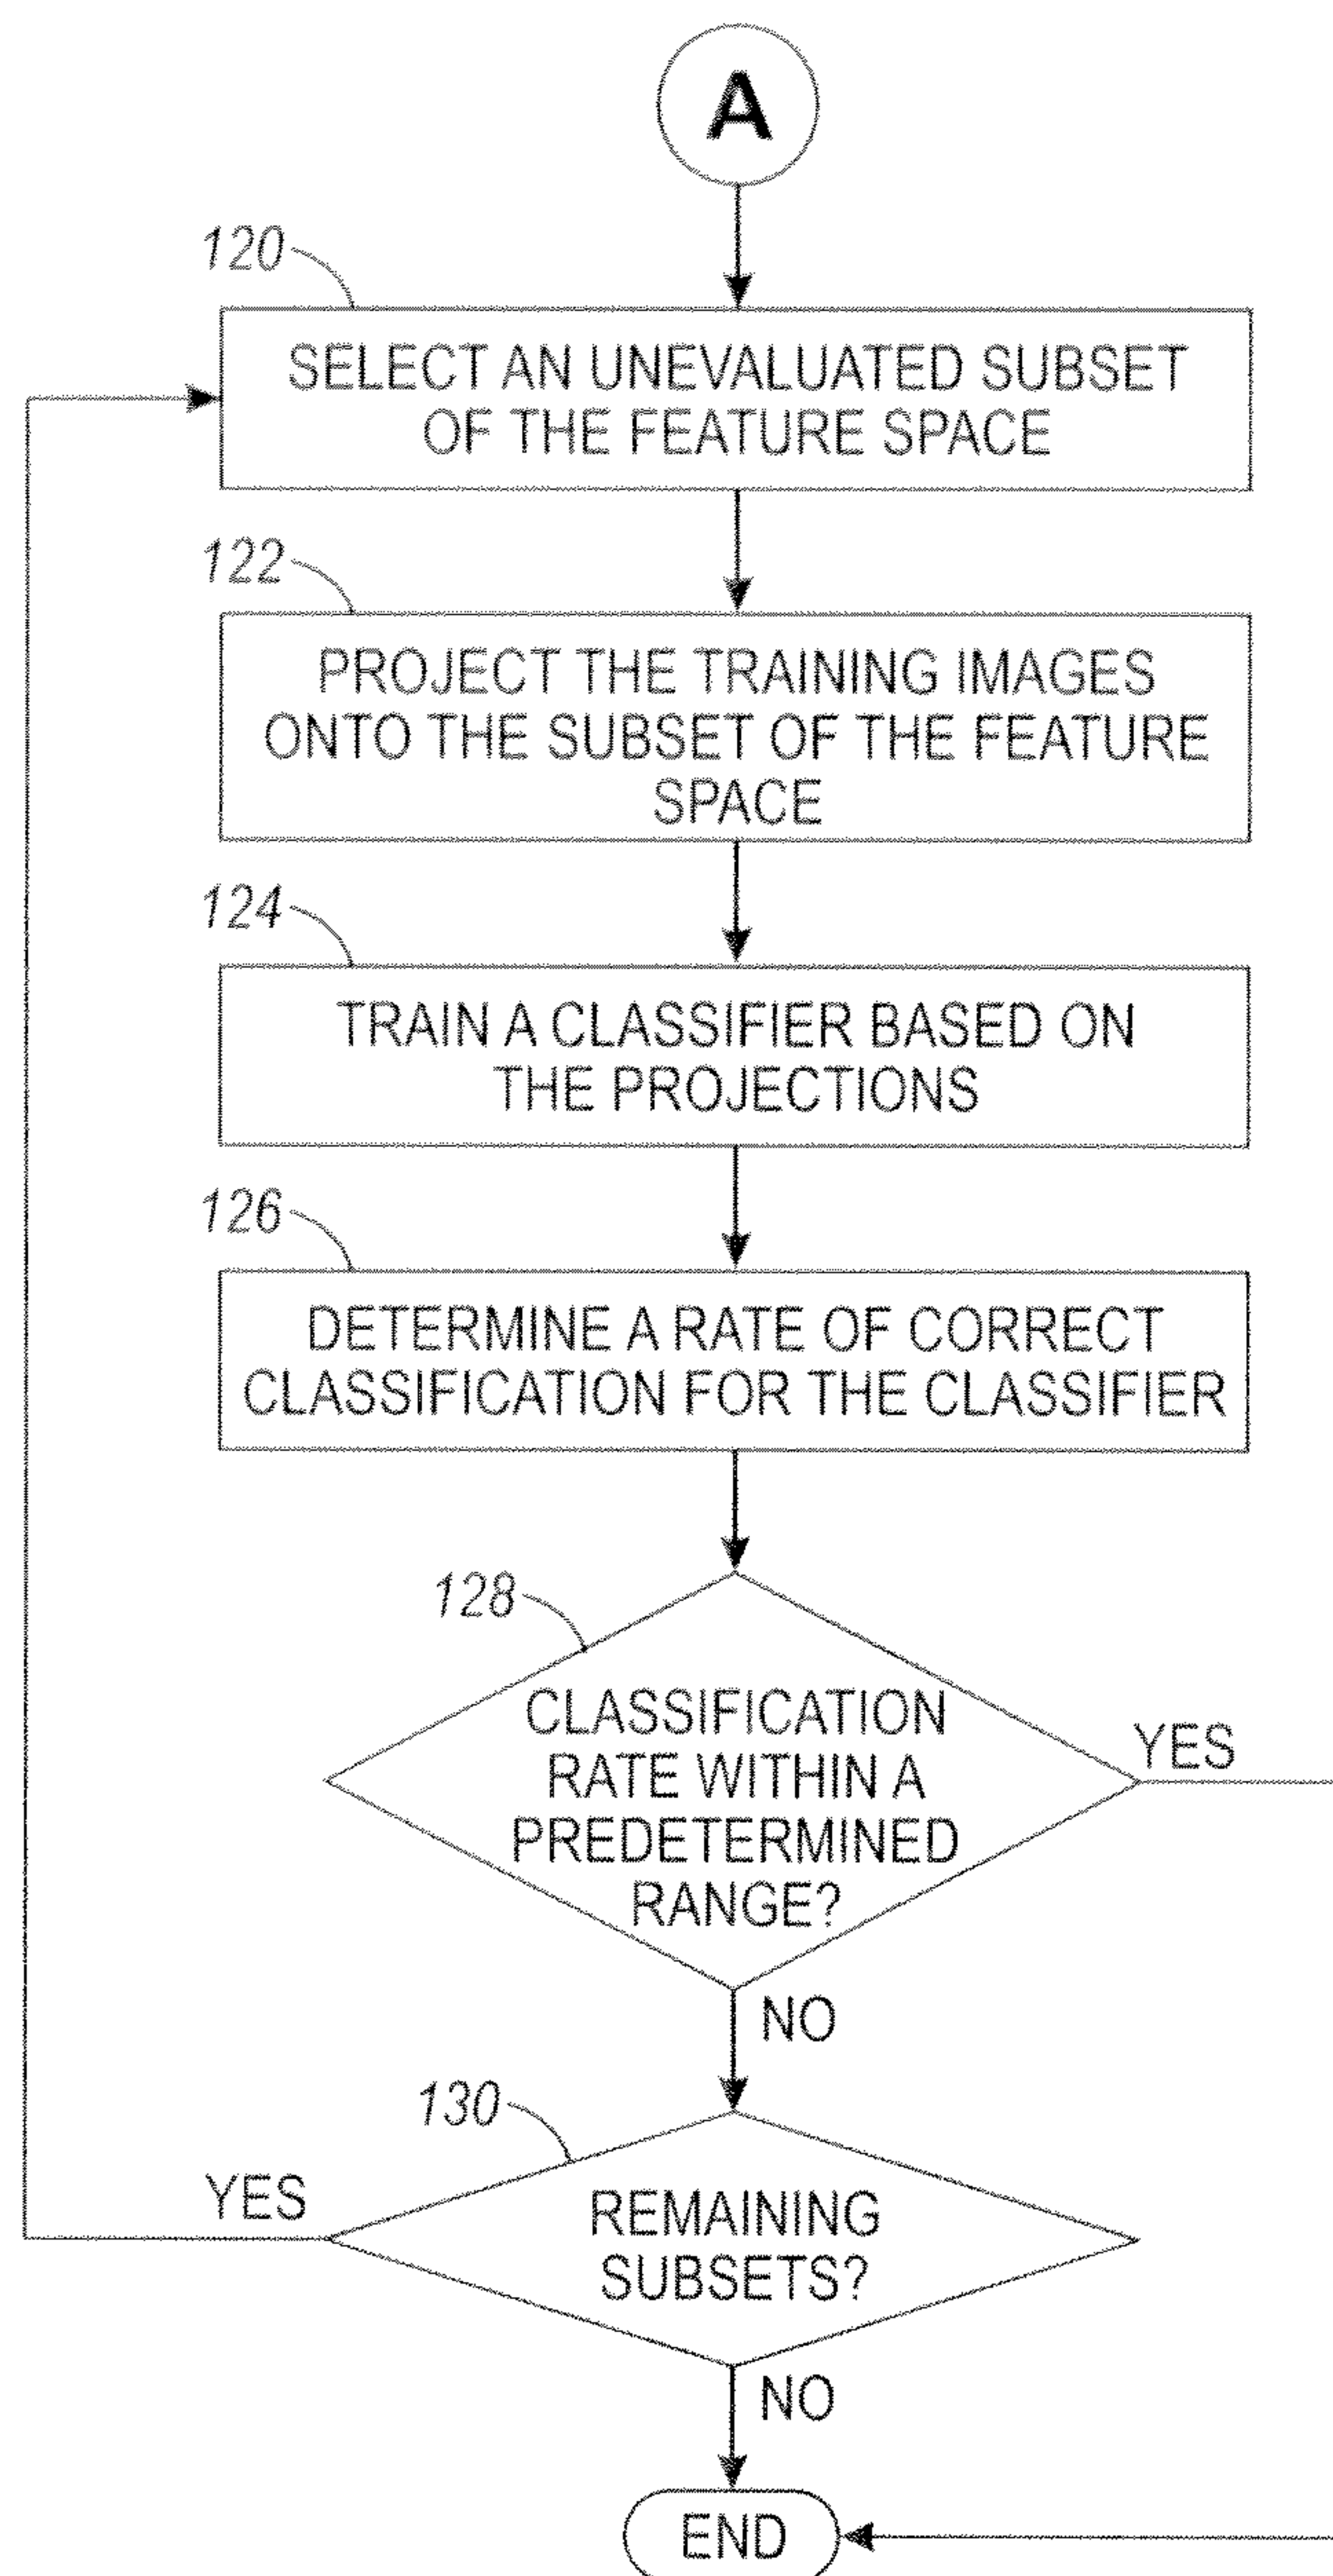 A
120
SELECT AN UNEVALUATED SUBSET
OF THE FEATURE SPACE
122
PROJECT THE TRAINING IMAGES
ONTO THE SUBSET OF THE FEATURE
SPACE
124
TRAIN A CLASSIFIER BASED ON
THE PROJECTIONS
126
DETERMINE A RATE OF CORRECT
CLASSIFICATION FOR THE CLASSIFIER
128
CLASSIFICATION
RATE WITHIN A
PREDETERMINED
RANGE?
YES
NO
130
YES
REMAINING
SUBSETS?
NO
END